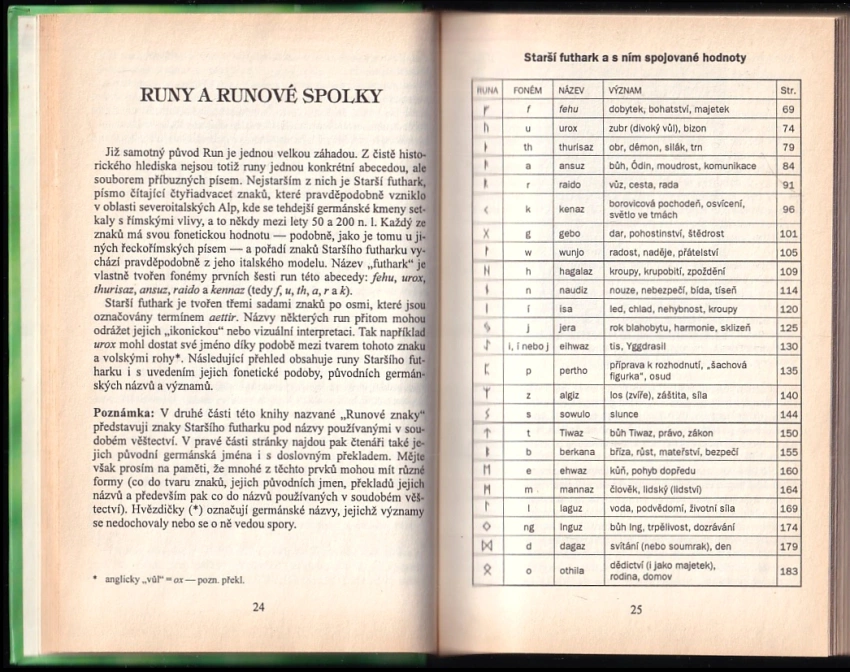 RUNY A RUNOVÉ SPOLKY
Již samotný původ Run je jednou velkou záhadou. Z čistě histo-
rického hlediska nejsou totiž runy jednou konkrétní abecedou, ale
souborem příbuzných písem. Nejstarším z nich je Starší futhark,
písmo čítající čtyřiadvacet znaků, které pravděpodobně vzniklo
v oblasti severoitalských Alp, kde se tehdejší germánské kmeny set-
kaly s římskými vlivy, a to někdy mezi lety 50 a 200 n. l. Každý ze
znaků má svou fonetickou hodnotu — podobně, jako je tomu u ji-
ných řeckořímských písem — a pořadí znaků Staršího futharku vy-
chází pravděpodobně z jeho italského modelu. Název „futhark“ je
vlastně tvořen fonémy prvních šesti run této abecedy: fehu, urox,
thurisaz, ansuz, raido a kennaz (tedy f, u, th, a, r a k).
Starší futhark je tvořen třemi sadami znaků po osmi, které jsou
označovány termínem aettir. Názvy některých run přitom mohou
odrážet jejich „ikonickou“ nebo vizuální interpretaci. Tak například
urox mohl dostat své jméno díky podobě mezi tvarem tohoto znaku
a volskými rohy*. Následující přehled obsahuje runy Staršího fut-
harku i s uvedením jejich fonetické podoby, původních germán-
ských názvů a významů.
Poznámka: V druhé části této knihy nazvané „Runové znaky“
představuji znaky Staršího futharku pod názvy používanými v sou-
dobém věštectví. V pravé části stránky najdou pak čtenáři také je-
jich původní germánská jména i s doslovným překladem. Mějte
však prosím na paměti, že mnohé z těchto prvků mohou mít různé
formy (co do tvaru znaků, jejich původních jmen, překladů jejich
názvů a především pak co do názvů používaných v soudobém věš-
tectví). Hvězdičky (*) označují germánské názvy, jejichž významy
se nedochovaly nebo se o ně vedou spory.
* anglicky „vůl“ = ox — pozn. překl.
24
Starší futhark a s ním spojované hodnoty
RUNA FONÉM NÁZEV VÝZNAM Str.
ᚠ f fehu dobytek, bohatství, majetek 69
ᚢ u urox zubr (divoký vůl), bizon 74
ᚦ th thurisaz obr, démon, silák, trn 79
ᚨ a ansuz bůh, Ódin, moudrost, komunikace 84
ᚱ r raido vůz, cesta, rada 91
ᚲ k kenaz borovicová pochodeň, osvícení,
světlo ve tmách 96
ᚷ g gebo dar, pohostinství, štědrost 101
ᚹ w wunjo radost, naděje, přátelství 105
ᚺ h hagalaz kroupy, krupobití, zpoždění 109
ᚾ n naudiz nouze, nebezpečí, bída, tíseň 114
ᛁ í ísa led, chlad, nehybnost, kroupy 120
ᛃ j jera rok blahobytu, harmonie, sklizeň 125
ᛇ i, í nebo j eihwaz tis, Yggdrasil 130
ᛈ p pertho příprava k rozhodnutí, „šachová
figurka“, osud 135
ᛉ z algiz los (zvíře), záštita, síla 140
ᛊ s sowulo slunce 144
ᛏ t Tiwaz bůh Tiwaz, právo, zákon 150
ᛒ b berkana bříza, růst, mateřství, bezpečí 155
ᛖ e ehwaz kůň, pohyb dopředu 160
ᛗ m mannaz člověk, lidský (lidství) 164
ᛚ l laguz voda, podvědomí, životní síla 169
ᛜ ng Inguz bůh Ing, trpělivost, dozrávání 174
ᛞ d dagaz svítání (nebo soumrak), den 179
ᛟ o othila dědictví (i jako majetek),
rodina, domov 183
25